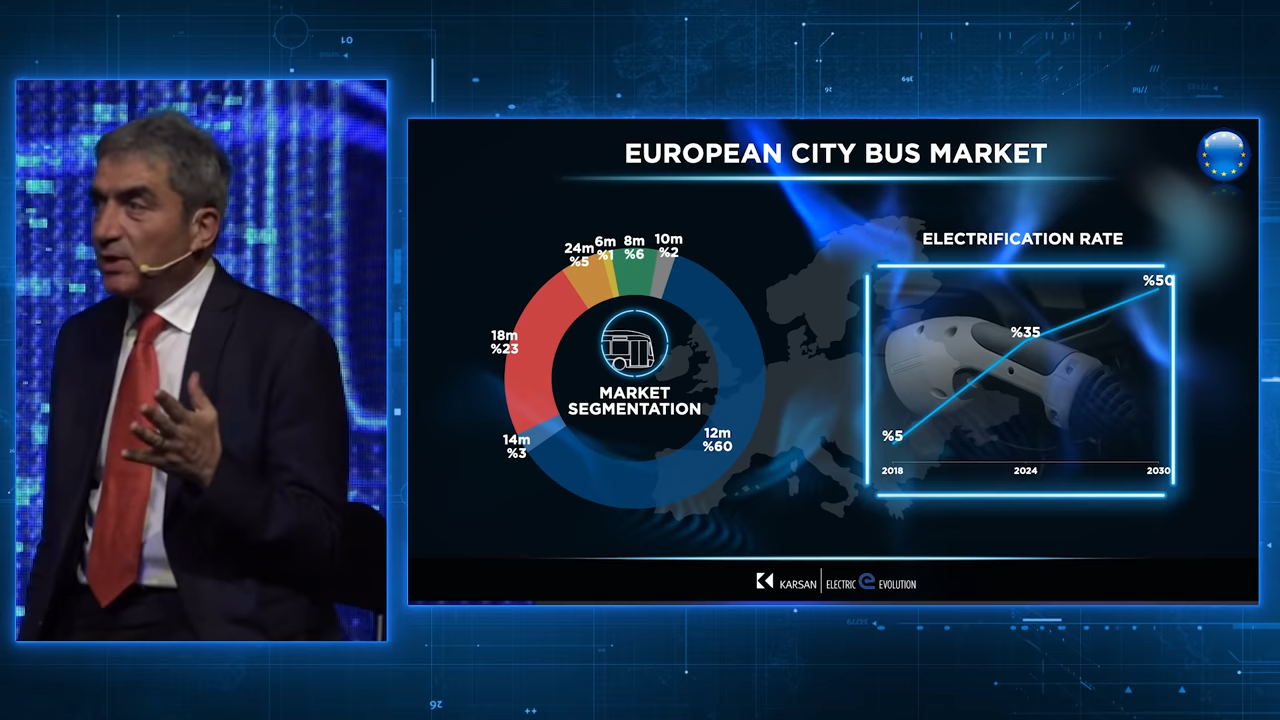 EUROPEAN CITY BUS MARKET
24m
%5
6m
%1
8m
%6
10m
%2
18m
%23
14m
%3
12m
%60
MARKET
SEGMENTATION
ELECTRIFICATION RATE
%50
%35
%5
2018
2024
2030
KARSAN ELECTRIC e EVOLUTION